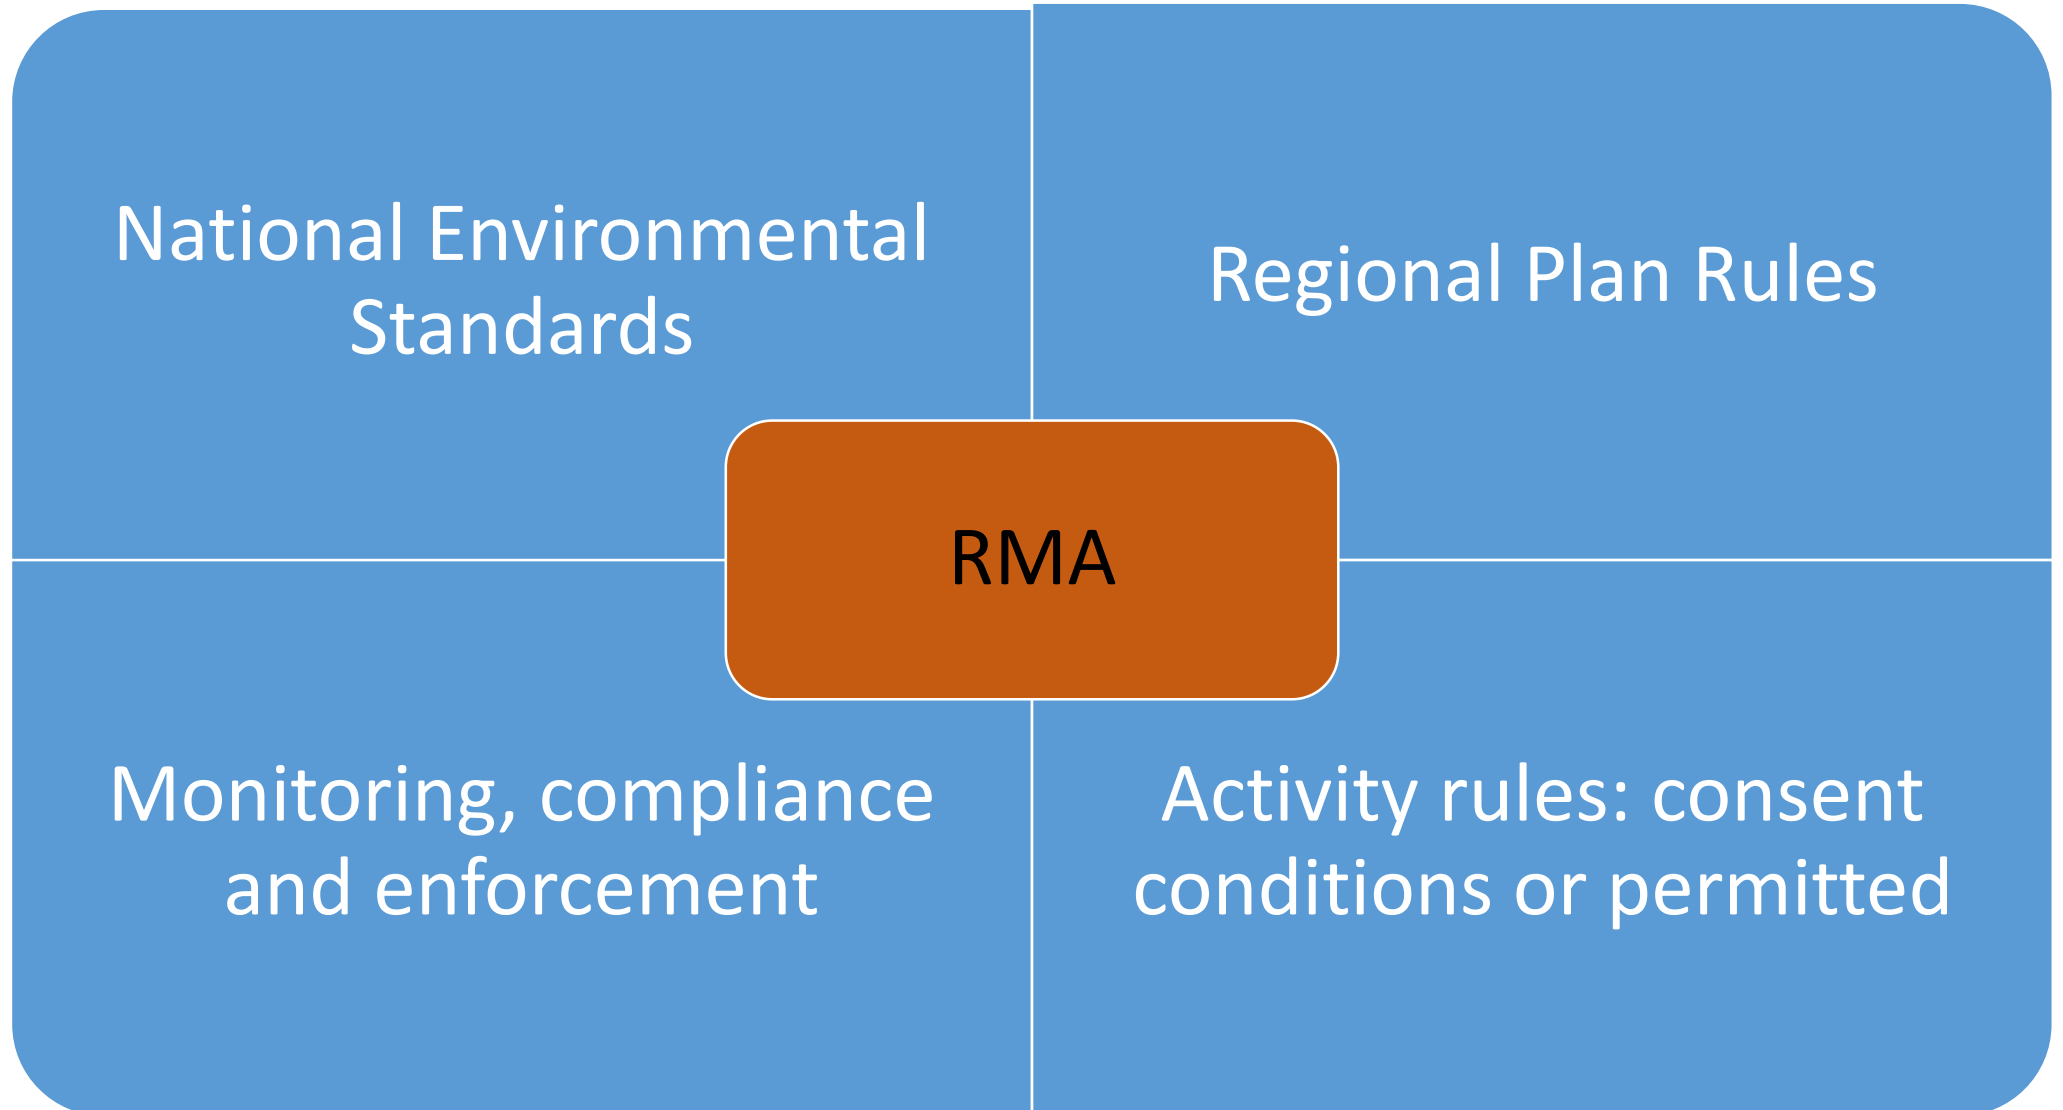 National Environmental
Standards
Regional Plan Rules
RMA
Monitoring, compliance
and enforcement
Activity rules: consent
conditions or permitted